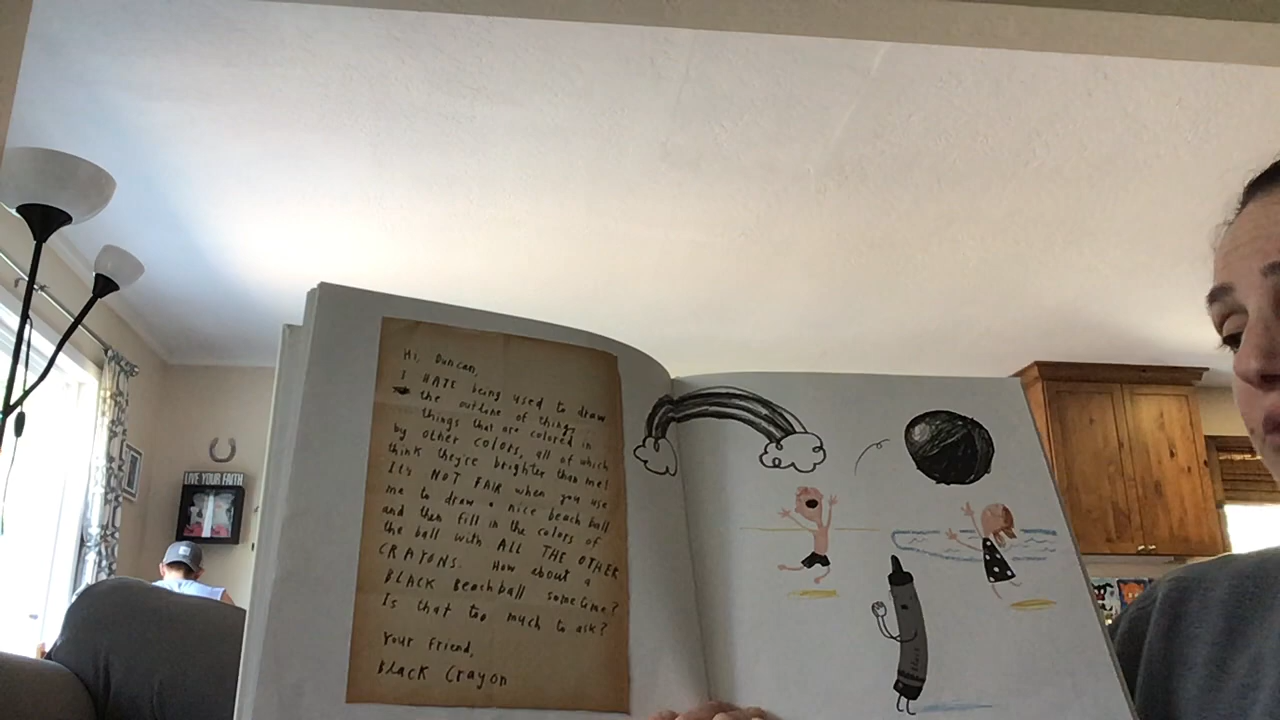 LIVE YOUR FAITH
Hi, Duncan,
I HATE being used to draw
the outline of things
things that are colored in
by other colors, all of which
think they're brighter than me!
It's NOT FAIR when you use
me to draw a nice beach ball
and then fill in the colors of
the ball with ALL THE OTHER
CRAYONS. How about a
BLACK Beachball sometime?
Is that too much to ask?
Your friend,
Black Crayon